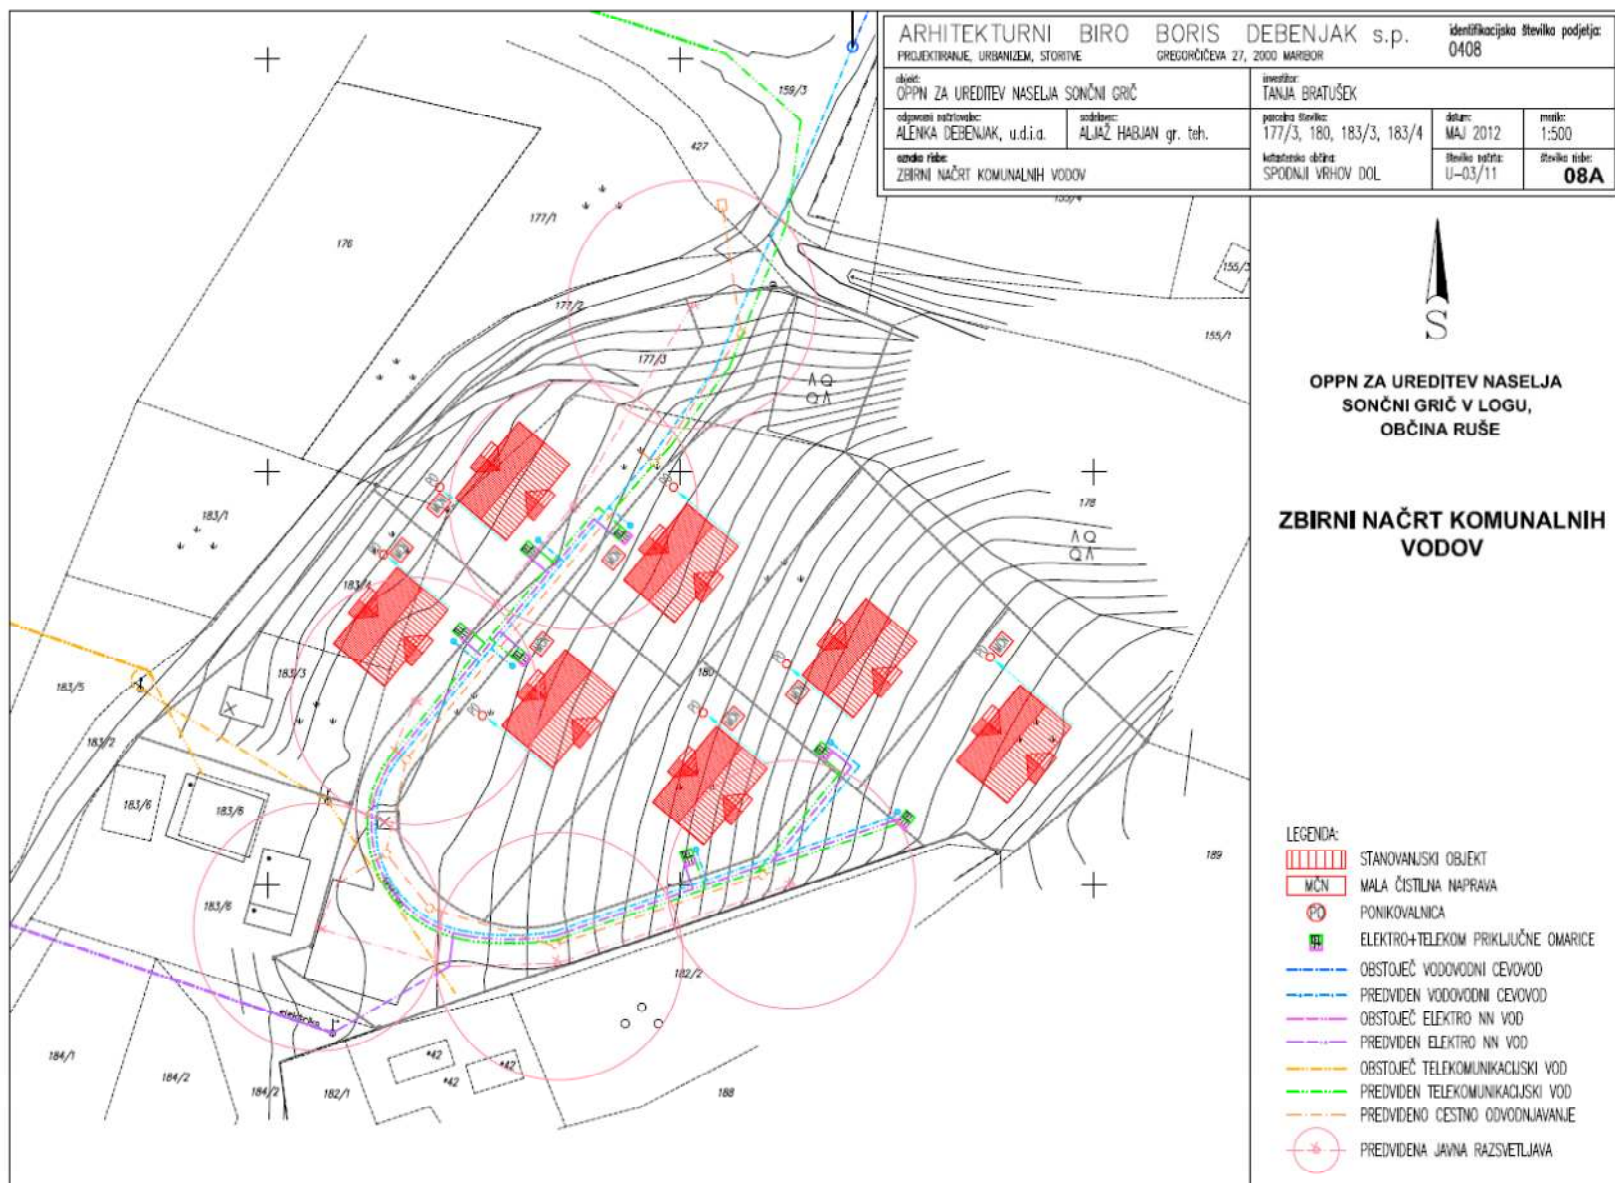 ARHITEKTURNI BIRO BORIS DEBENJAK s.p.
PROJEKTIRANJE, URBANIZEM, STORITVE GREGORČIČEVA 27, 2000 MARIBOR
identifikacijska številka podjetja:
0408
objekt:
OPPN ZA UREDITEV NASELJA SONČNI GRIČ
investitor:
TANJA BRATUŠEK
odgovorni načrtovalec:
ALENKA DEBENJAK, u.d.i.a.
sodelavec:
ALJAŽ HABJAN gr. teh.
parcelna številka:
177/3, 180, 183/3, 183/4
datum:
MAJ 2012
merilo:
1:500
oznaka risbe:
ZBIRNI NAČRT KOMUNALNIH VODOV
katastrska občina:
SPODNJI VRHOV DOL
številka načrta:
U-03/11
številka risbe:
08A
S
OPPN ZA UREDITEV NASELJA
SONČNI GRIČ V LOGU,
OBČINA RUŠE
ZBIRNI NAČRT KOMUNALNIH
VODOV
LEGENDA:
STANOVANJSKI OBJEKT
MČN MALA ČISTILNA NAPRAVA
PO PONIKOVALNICA
ELEKTRO+TELEKOM PRIKLJUČNE OMARICE
OBSTOJEČ VODOVODNI CEVOVOD
PREDVIDEN VODOVODNI CEVOVOD
OBSTOJEČ ELEKTRO NN VOD
PREDVIDEN ELEKTRO NN VOD
OBSTOJEČ TELEKOMUNIKACIJSKI VOD
PREDVIDEN TELEKOMUNIKACIJSKI VOD
PREDVIDENO CESTNO ODVODNJAVANJE
PREDVIDENA JAVNA RAZSVETLJAVA
159/3
427
177/1
176
155/4
155/3
177/2
155/1
177/3
178
183/1
183/4
183/3
180
183/5
183/2
183/6
183/6
189
183/6
182/2
elektrika
184/1
184/2
184/2
182/1
*42
*42
*42
188